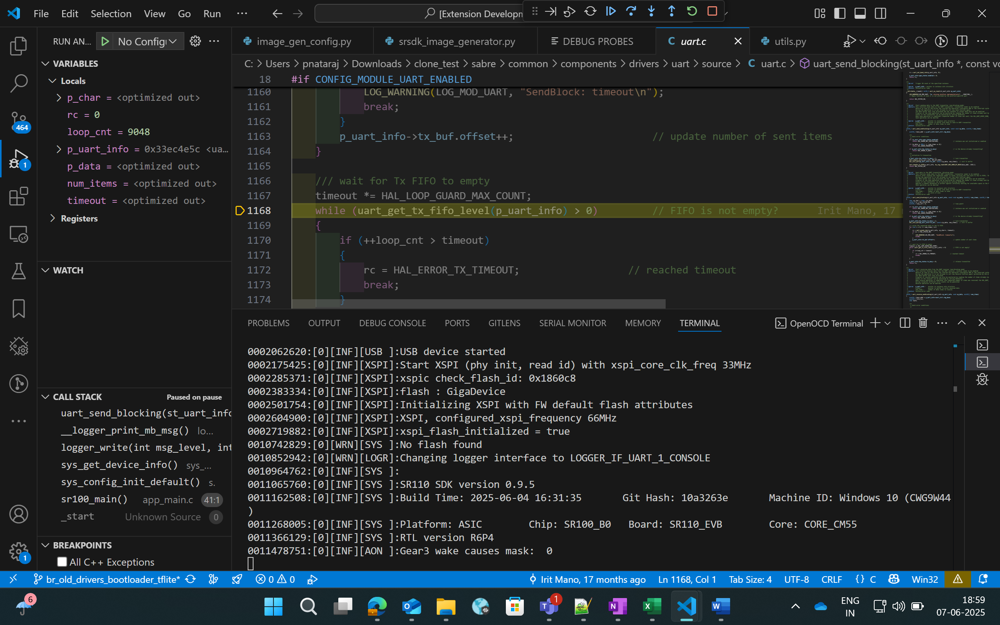 File Edit Selection View Go Run ··· [Extension Developm
RUN AN... No Config
VARIABLES
Locals
p_char = <optimized out>
rc = 0
loop_cnt = 9048
p_uart_info = 0x33ec4e5c <ua...
p_data = <optimized out>
num_items = <optimized out>
timeout = <optimized out>
Registers
WATCH
CALL STACK Paused on pause
uart_send_blocking(st_uart_info
__logger_print_mb_msg() lo...
logger_write(int msg_level, int
sys_get_device_info() sys_...
sys_config_init_default() s.
sr100_main() app_main.c 41:1
_start Unknown Source 0
BREAKPOINTS
All C++ Exceptions
464
1
1
image_gen_config.py srsdk_image_generator.py DEBUG PROBES C uart.c utils.py
C: > Users > pnataraj > Downloads > clone_test > sabre > common > components > drivers > uart > source > C uart.c > uart_send_blocking(st_uart_info *, const vo
18 #if CONFIG_MODULE_UART_ENABLED
1160 LOG_WARNING(LOG_MOD_UART, "SendBlock: timeout\n");
1161 break;
1162 }
1163 p_uart_info->tx_buf.offset++; // update number of sent items
1164 }
1165
1166 /// wait for Tx FIFO to empty
1167 timeout *= HAL_LOOP_GUARD_MAX_COUNT;
1168 while (uart_get_tx_fifo_level(p_uart_info) > 0) // FIFO is not empty? Irit Mano, 17
1169 {
1170 if (++loop_cnt > timeout)
1171 {
1172 rc = HAL_ERROR_TX_TIMEOUT; // reached timeout
1173 break;
1174 }
PROBLEMS OUTPUT DEBUG CONSOLE PORTS GITLENS SERIAL MONITOR MEMORY TERMINAL OpenOCD Terminal
0002062620:[0][INF][USB ]:USB device started
0002175425:[0][INF][XSPI]:Start XSPI (phy init, read id) with xspi_core_clk_freq 33MHz
0002285371:[0][INF][XSPI]:xspic check_flash_id: 0x1860c8
0002383334:[0][INF][XSPI]:flash : GigaDevice
0002501754:[0][INF][XSPI]:Initializing XSPI with FW default flash attributes
0002604900:[0][INF][XSPI]:XSPI, configured_xspi_frequency 66MHz
0002719882:[0][INF][XSPI]:xspi_flash_initialized = true
0010742829:[0][WRN][SYS ]:No flash found
0010852942:[0][WRN][LOGR]:Changing logger interface to LOGGER_IF_UART_1_CONSOLE
0010964762:[0][INF][SYS ]:
0011065760:[0][INF][SYS ]:SR110 SDK version 0.9.5
0011162508:[0][INF][SYS ]:Build Time: 2025-06-04 16:31:35 Git Hash: 10a3263e Machine ID: Windows 10 (CWG9W44
)
0011268005:[0][INF][SYS ]:Platform: ASIC Chip: SR100_B0 Board: SR110_EVB Core: CORE_CM55
0011366129:[0][INF][SYS ]:RTL version R6P4
0011478751:[0][INF][AON ]:Gear3 wake causes mask: 0
br_old_drivers_bootloader_tflite* 0 0 Irit Mano, 17 months ago Ln 1168, Col 1 Tab Size: 4 UTF-8 CRLF {} C Win32
6
1
ENG
IN
18:59
07-06-2025